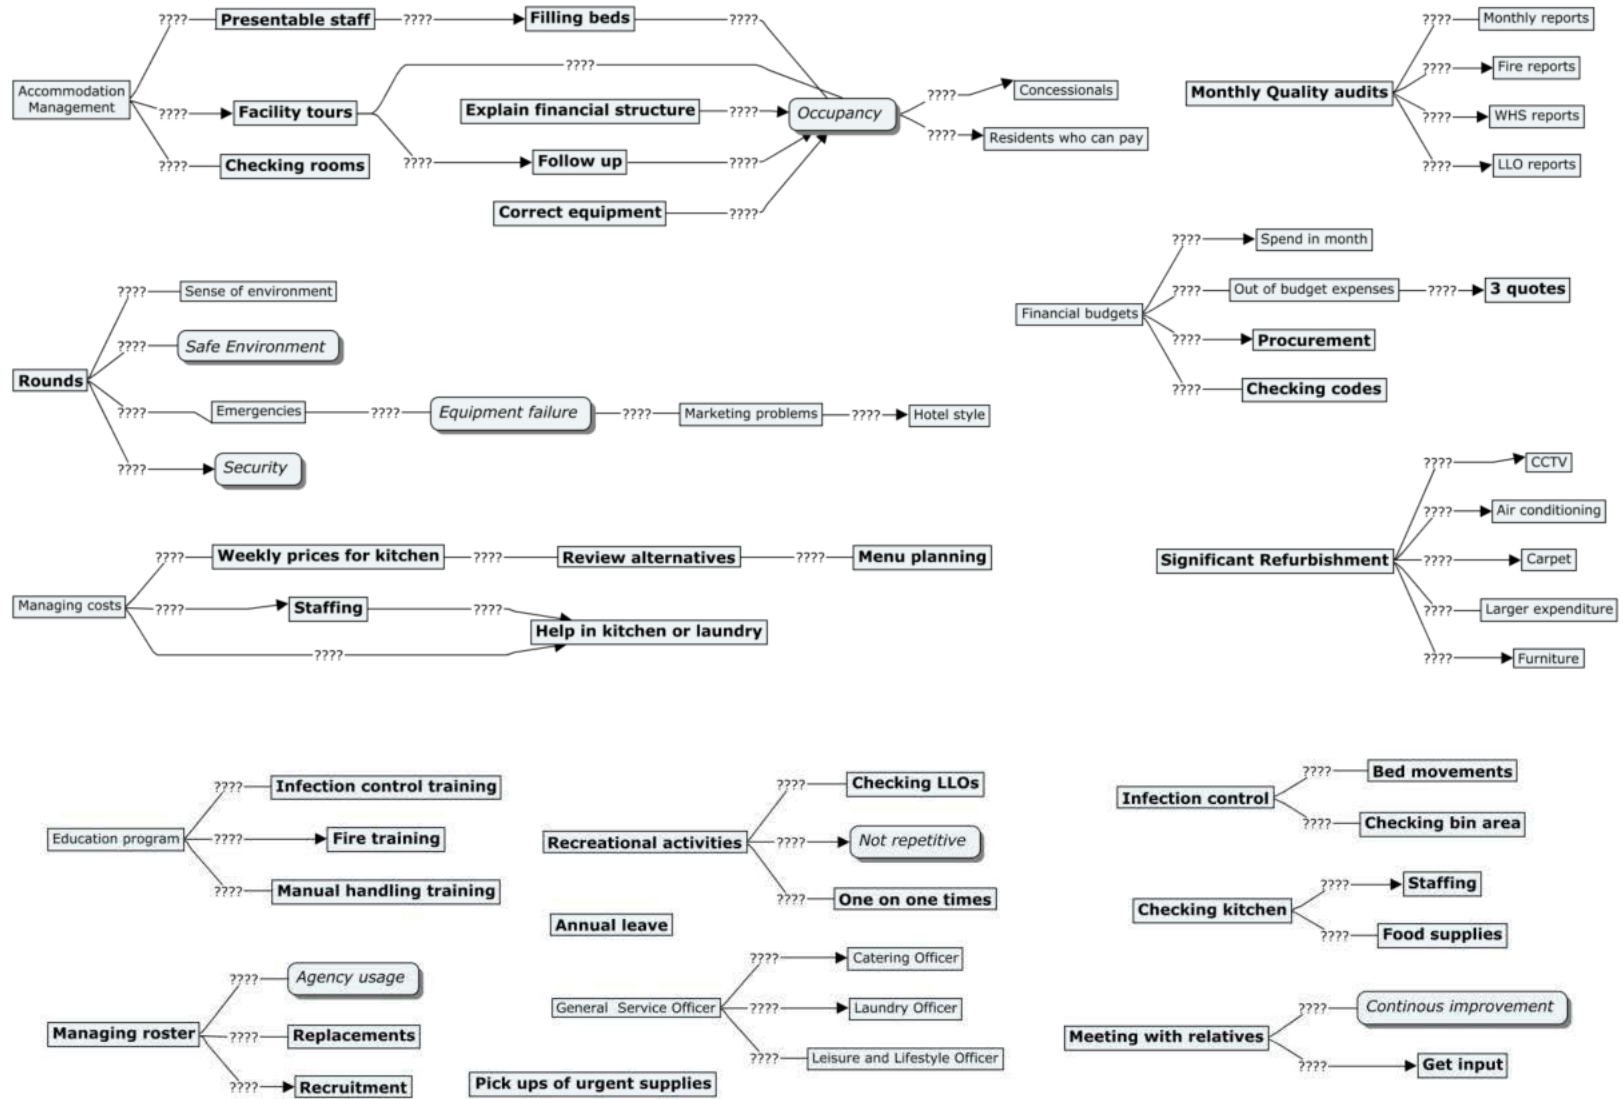 Accommodation
Management
????
Presentable staff
????
Filling beds
????
????
????
Facility tours
Explain financial structure
????
Occupancy
????
Concessionals
????
Residents who can pay
????
Follow up
????
????
Checking rooms
Correct equipment
????
Monthly Quality audits
????
Monthly reports
????
Fire reports
????
WHS reports
????
LLO reports
Financial budgets
????
Spend in month
????
Out of budget expenses
????
3 quotes
????
Procurement
????
Checking codes
Rounds
????
Sense of environment
????
Safe Environment
????
Emergencies
????
Equipment failure
????
Marketing problems
????
Hotel style
????
Security
Managing costs
????
Weekly prices for kitchen
????
Review alternatives
????
Menu planning
????
Staffing
????
Help in kitchen or laundry
????
Significant Refurbishment
????
CCTV
????
Air conditioning
????
Carpet
????
Larger expenditure
????
Furniture
Education program
????
Infection control training
????
Fire training
????
Manual handling training
Recreational activities
????
Checking LLOs
????
Not repetitive
????
One on one times
Infection control
????
Bed movements
????
Checking bin area
Annual leave
Checking kitchen
????
Staffing
????
Food supplies
Managing roster
????
Agency usage
????
Replacements
????
Recruitment
General Service Officer
????
Catering Officer
????
Laundry Officer
????
Leisure and Lifestyle Officer
Meeting with relatives
????
Continous improvement
????
Get input
Pick ups of urgent supplies